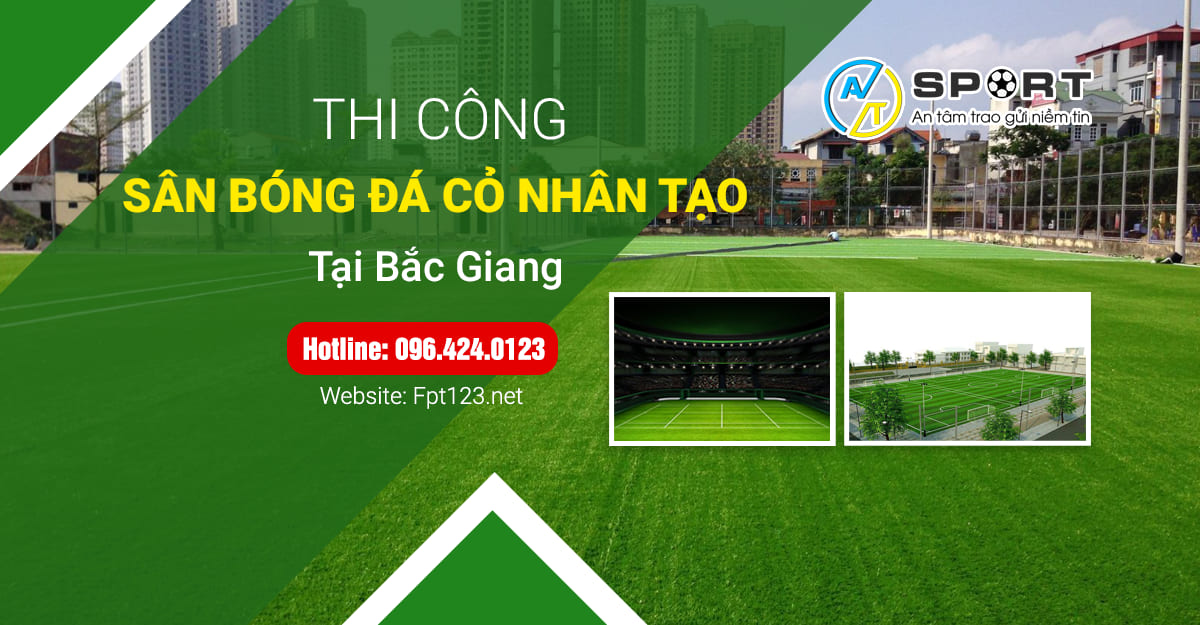 THI CÔNG
SÂN BÓNG ĐÁ CỎ NHÂN TẠO
Tại Bắc Giang
Hotline: 096.424.0123
Website: Fpt123.net
AT SPORT
An tâm trao gửi niềm tin